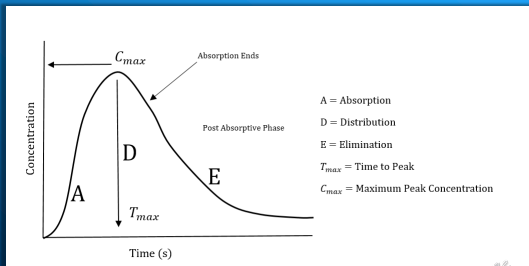 C_max
Absorption Ends
Concentration
A
D
E
Post Absorptive Phase
T_max
Time (s)
A = Absorption
D = Distribution
E = Elimination
T_max = Time to Peak
C_max = Maximum Peak Concentration